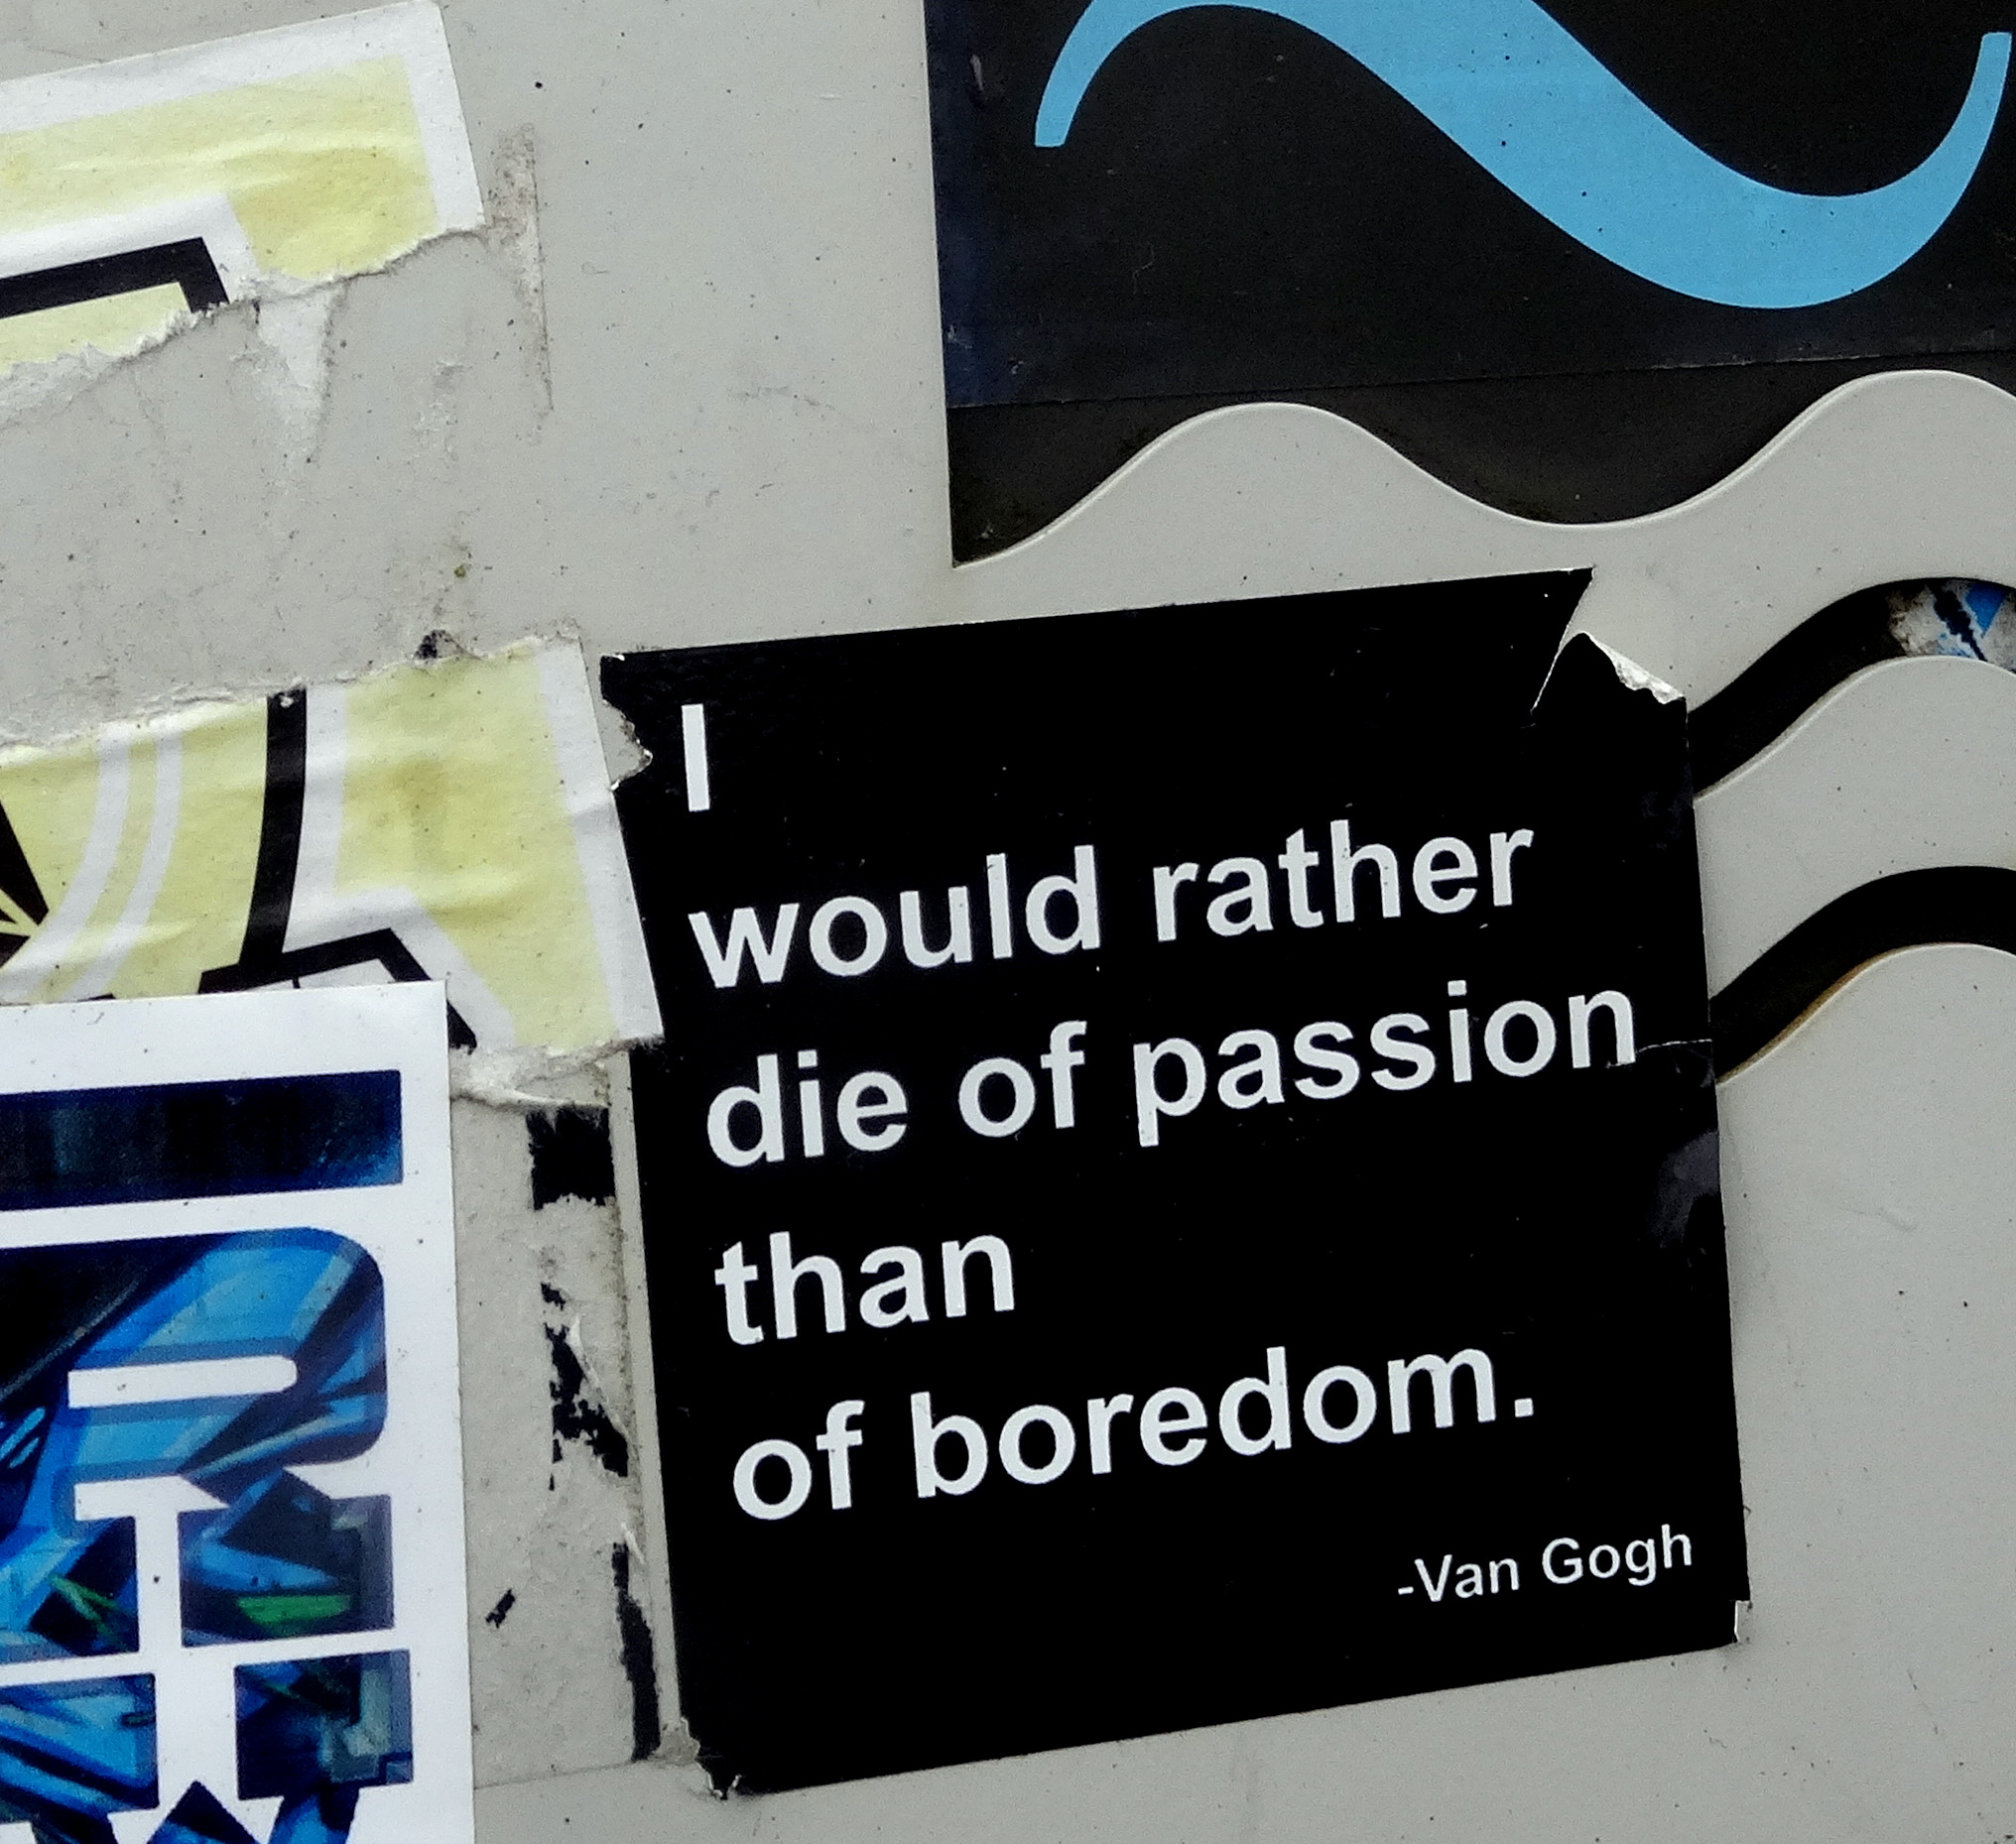 I
would rather
die of passion
than
of boredom.
-Van Gogh